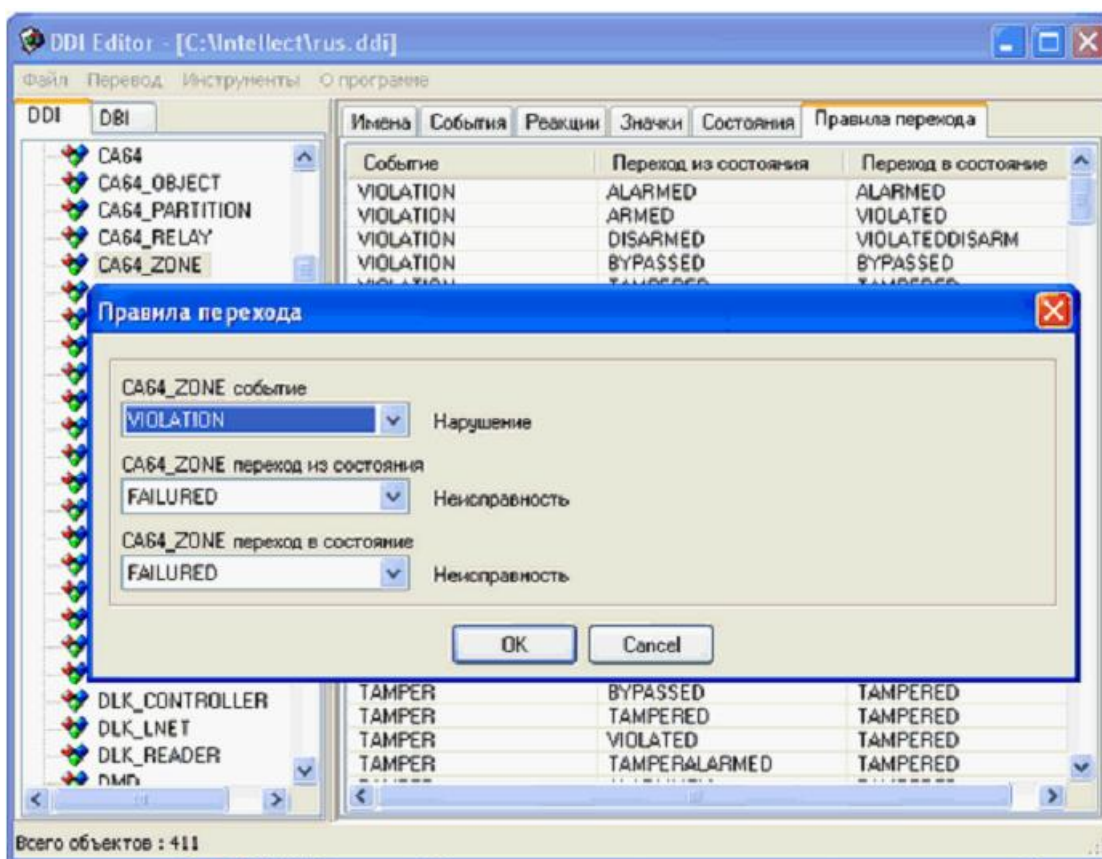 DDI Editor - [C:\Intellect\rus.ddi]
Файл Перевод Инструменты О программе
DDI DBI
Имена События Реакции Значки Состояния Правила перехода
CA64
CA64_OBJECT
CA64_PARTITION
CA64_RELAY
CA64_ZONE
Событие Переход из состояния Переход в состояние
VIOLATION ALARMED ALARMED
VIOLATION ARMED VIOLATED
VIOLATION DISARMED VIOLATEDDISARM
VIOLATION BYPASSED BYPASSED
VIOLATION TAMPERED TAMPERED
Правила перехода
CA64_ZONE событие
VIOLATION Нарушение
CA64_ZONE переход из состояния
FAILURED Неисправность
CA64_ZONE переход в состояние
FAILURED Неисправность
OK Cancel
DLK_CONTROLLER
DLK_LNET
DLK_READER
DMD
TAMPER BYPASSED TAMPERED
TAMPER TAMPERED TAMPERED
TAMPER VIOLATED TAMPERED
TAMPER TAMPERALARMED TAMPERED
Всего объектов : 411